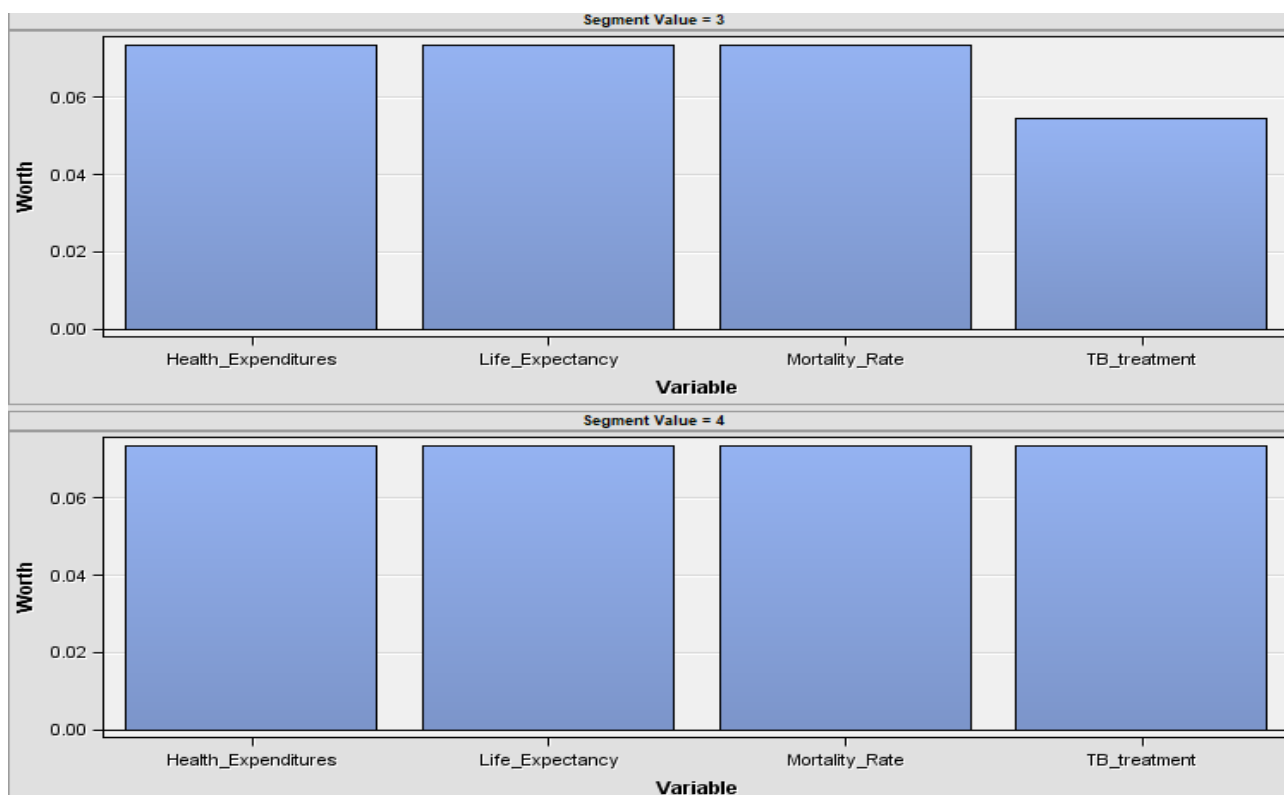 Segment Value = 3
Worth
0.06
0.04
0.02
0.00
Health_Expenditures Life_Expectancy Mortality_Rate TB_treatment
Variable
Segment Value = 4
Worth
0.06
0.04
0.02
0.00
Health_Expenditures Life_Expectancy Mortality_Rate TB_treatment
Variable